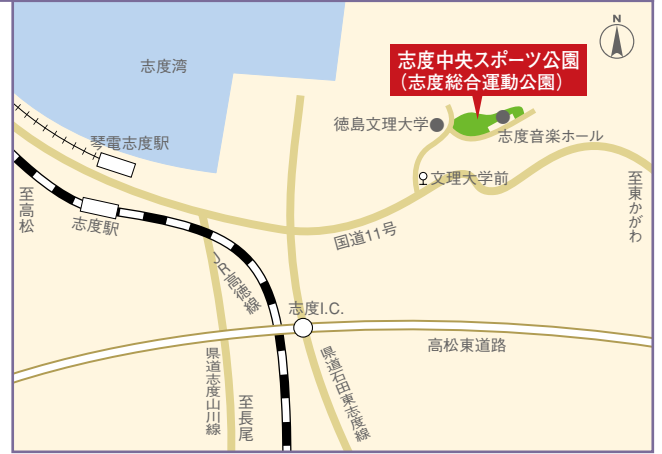 N
志度湾
志度中央スポーツ公園
（志度総合運動公園）
徳島文理大学
志度音楽ホール
琴電志度駅
文理大学前
至高松
志度駅
至東かがわ
国道11号
JR高徳線
志度I.C.
高松東道路
県道志度山川線
至長尾
県道石田東志度線